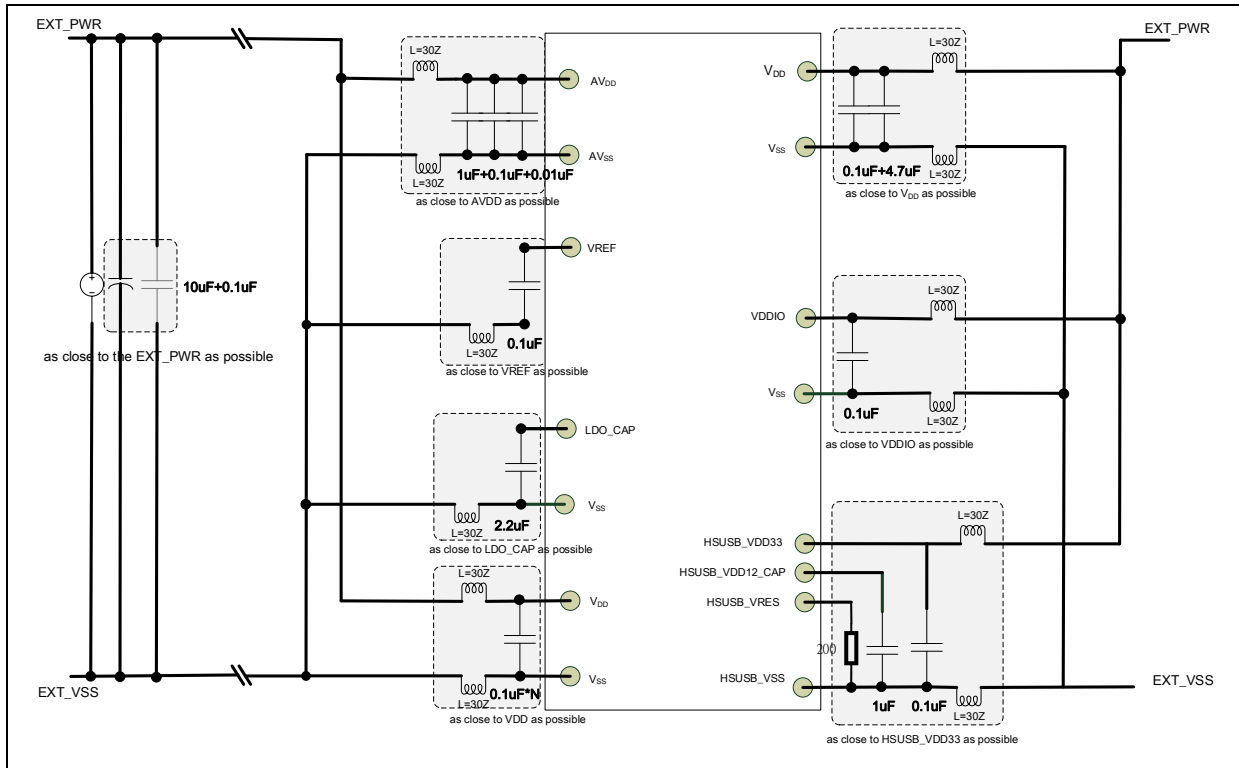 EXT_PWR
EXT_PWR
L=30Z
AVDD
AVSS
L=30Z
1uF+0.1uF+0.01uF
as close to AVDD as possible
L=30Z
VDD
VSS
0.1uF+4.7uF
L=30Z
as close to VDD as possible
+
−
10uF+0.1uF
as close to the EXT_PWR as possible
VREF
L=30Z
0.1uF
as close to VREF as possible
L=30Z
VDDIO
VSS
0.1uF
L=30Z
as close to VDDIO as possible
LDO_CAP
VSS
L=30Z
2.2uF
as close to LDO_CAP as possible
L=30Z
VDD
VSS
L=30Z
0.1uF*N
as close to VDD as possible
L=30Z
HSUSB_VDD33
HSUSB_VDD12_CAP
HSUSB_VRES
200
HSUSB_VSS
1uF
0.1uF
L=30Z
as close to HSUSB_VDD33 as possible
EXT_VSS
EXT_VSS